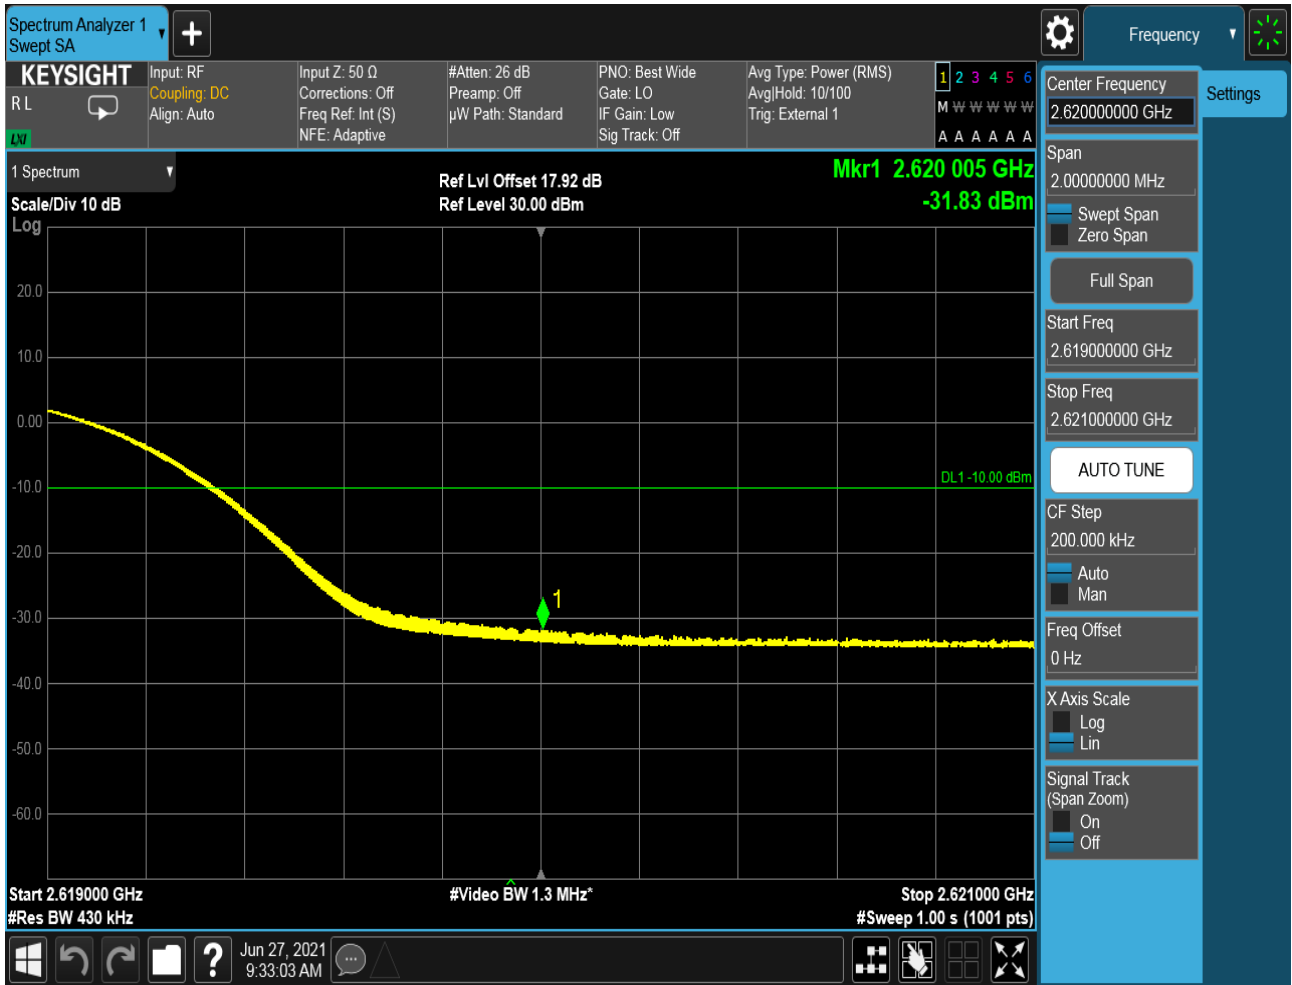 Spectrum Analyzer 1
Swept SA
Frequency
KEYSIGHT
R L
LXI
Input: RF
Coupling: DC
Align: Auto
Input Z: 50 Ω
Corrections: Off
Freq Ref: Int (S)
NFE: Adaptive
#Atten: 26 dB
Preamp: Off
µW Path: Standard
PNO: Best Wide
Gate: LO
IF Gain: Low
Sig Track: Off
Avg Type: Power (RMS)
Avg|Hold: 10/100
Trig: External 1
1 2 3 4 5 6
M W W W W W
A A A A A A
1 Spectrum
Scale/Div 10 dB
Log
Ref Lvl Offset 17.92 dB
Ref Level 30.00 dBm
Mkr1 2.620 005 GHz
-31.83 dBm
20.0
10.0
0.00
-10.0
-20.0
-30.0
-40.0
-50.0
-60.0
DL1 -10.00 dBm
1
Start 2.619000 GHz
#Res BW 430 kHz
#Video BW 1.3 MHz*
Stop 2.621000 GHz
#Sweep 1.00 s (1001 pts)
Center Frequency
2.620000000 GHz
Span
2.00000000 MHz
Swept Span
Zero Span
Full Span
Start Freq
2.619000000 GHz
Stop Freq
2.621000000 GHz
AUTO TUNE
CF Step
200.000 kHz
Auto
Man
Freq Offset
0 Hz
X Axis Scale
Log
Lin
Signal Track
(Span Zoom)
On
Off
Settings
?
Jun 27, 2021
9:33:03 AM